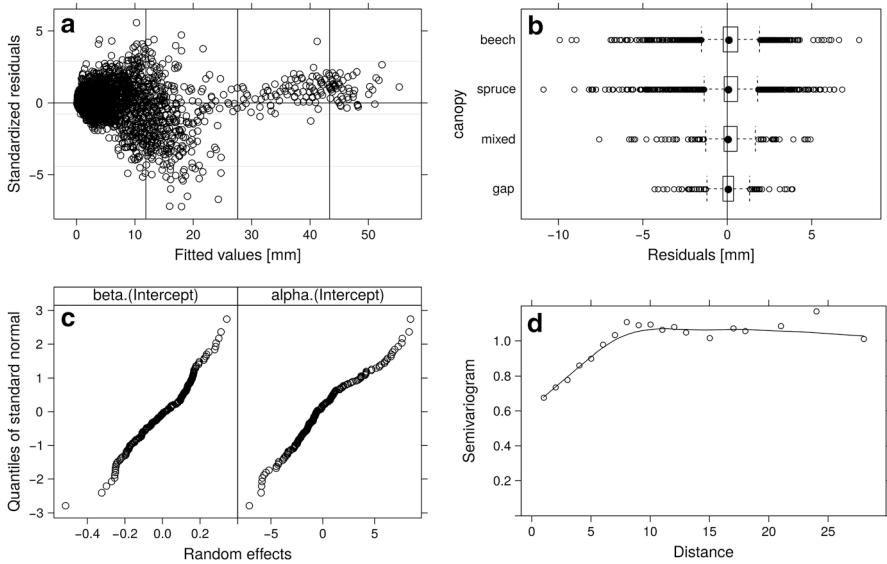 a
Standardized residuals
5
0
−5
0 10 20 30 40 50
Fitted values [mm]
b
canopy
beech
spruce
mixed
gap
−10 −5 0 5
Residuals [mm]
beta.(Intercept) alpha.(Intercept)
c
Quantiles of standard normal
3
2
1
0
−1
−2
−3
−0.4 −0.2 0.0 0.2 −5 0 5
Random effects
d
Semivariogram
1.0
0.8
0.6
0.4
0.2
0 5 10 15 20 25
Distance